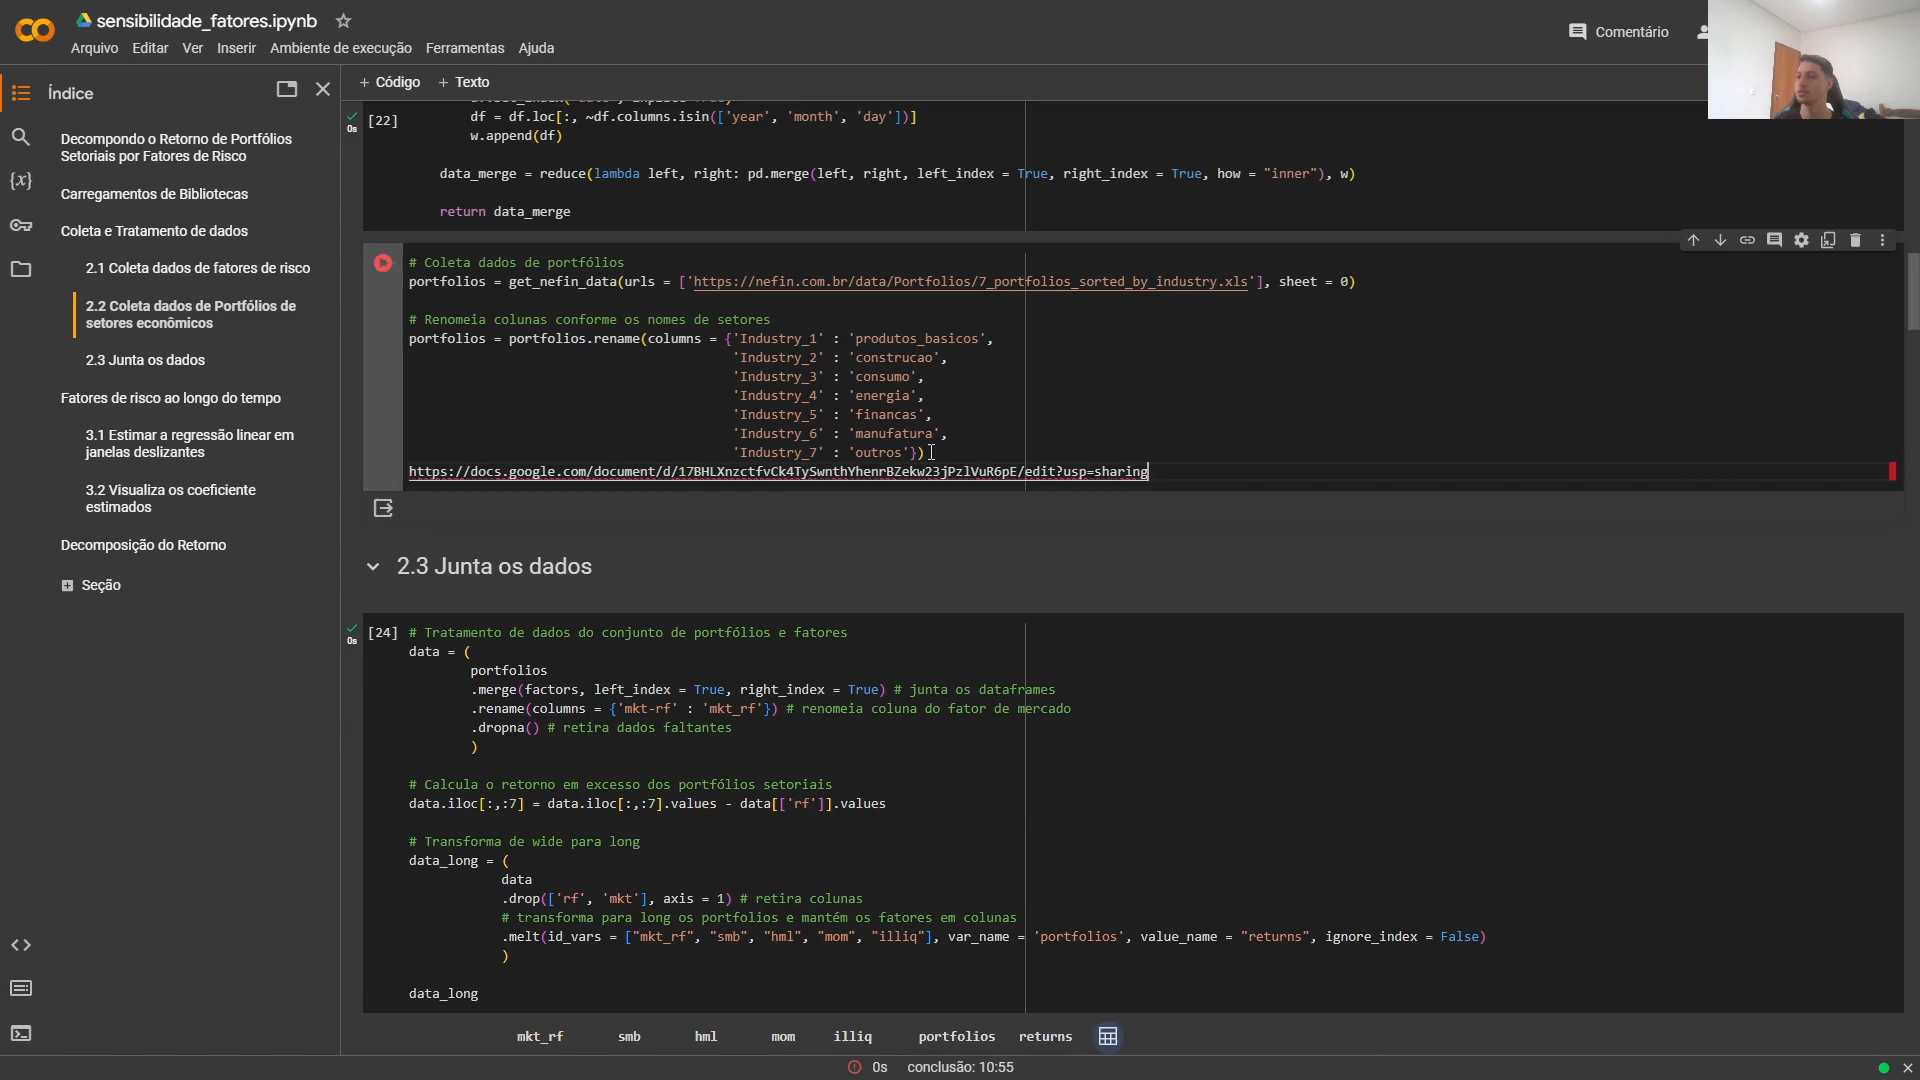 sensibilidade_fatores.ipynb
Arquivo Editar Ver Inserir Ambiente de execução Ferramentas Ajuda
Comentário
Índice
+ Código + Texto
Decompondo o Retorno de Portfólios
Setoriais por Fatores de Risco
Carregamentos de Bibliotecas
Coleta e Tratamento de dados
2.1 Coleta dados de fatores de risco
2.2 Coleta dados de Portfólios de
setores econômicos
2.3 Junta os dados
Fatores de risco ao longo do tempo
3.1 Estimar a regressão linear em
janelas deslizantes
3.2 Visualiza os coeficiente
estimados
Decomposição do Retorno
Seção
0s [22]
df = df.loc[:, ~df.columns.isin(['year', 'month', 'day'])]
w.append(df)
data_merge = reduce(lambda left, right: pd.merge(left, right, left_index = True, right_index = True, how = "inner"), w)
return data_merge
# Coleta dados de portfólios
portfolios = get_nefin_data(urls = ['https://nefin.com.br/data/Portfolios/7_portfolios_sorted_by_industry.xls'], sheet = 0)
# Renomeia colunas conforme os nomes de setores
portfolios = portfolios.rename(columns = {'Industry_1' : 'produtos_basicos',
'Industry_2' : 'construcao',
'Industry_3' : 'consumo',
'Industry_4' : 'energia',
'Industry_5' : 'financas',
'Industry_6' : 'manufatura',
'Industry_7' : 'outros'})
https://docs.google.com/document/d/17BHLXnzctfvCk4TySwnthYhenrBZekw23jPzlVuR6pE/edit?usp=sharing
2.3 Junta os dados
0s [24]
# Tratamento de dados do conjunto de portfólios e fatores
data = (
portfolios
.merge(factors, left_index = True, right_index = True) # junta os dataframes
.rename(columns = {'mkt-rf' : 'mkt_rf'}) # renomeia coluna do fator de mercado
.dropna() # retira dados faltantes
)
# Calcula o retorno em excesso dos portfólios setoriais
data.iloc[:,:7] = data.iloc[:,:7].values - data[['rf']].values
# Transforma de wide para long
data_long = (
data
.drop(['rf', 'mkt'], axis = 1) # retira colunas
# transforma para long os portfolios e mantém os fatores em colunas
.melt(id_vars = ["mkt_rf", "smb", "hml", "mom", "illiq"], var_name = 'portfolios', value_name = "returns", ignore_index = False)
)
data_long
mkt_rf smb hml mom illiq portfolios returns
0s conclusão: 10:55